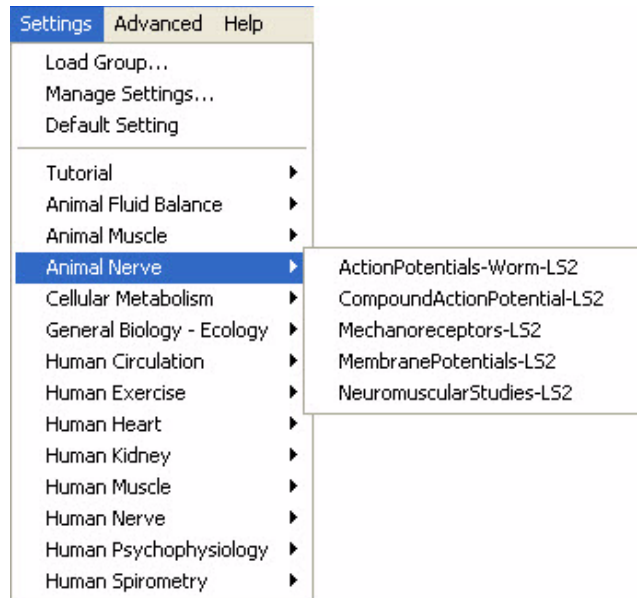 Settings Advanced Help
Load Group...
Manage Settings...
Default Setting
Tutorial
Animal Fluid Balance
Animal Muscle
Animal Nerve
Cellular Metabolism
General Biology - Ecology
Human Circulation
Human Exercise
Human Heart
Human Kidney
Human Muscle
Human Nerve
Human Psychophysiology
Human Spirometry
ActionPotentials-Worm-LS2
CompoundActionPotential-LS2
Mechanoreceptors-LS2
MembranePotentials-LS2
NeuromuscularStudies-LS2